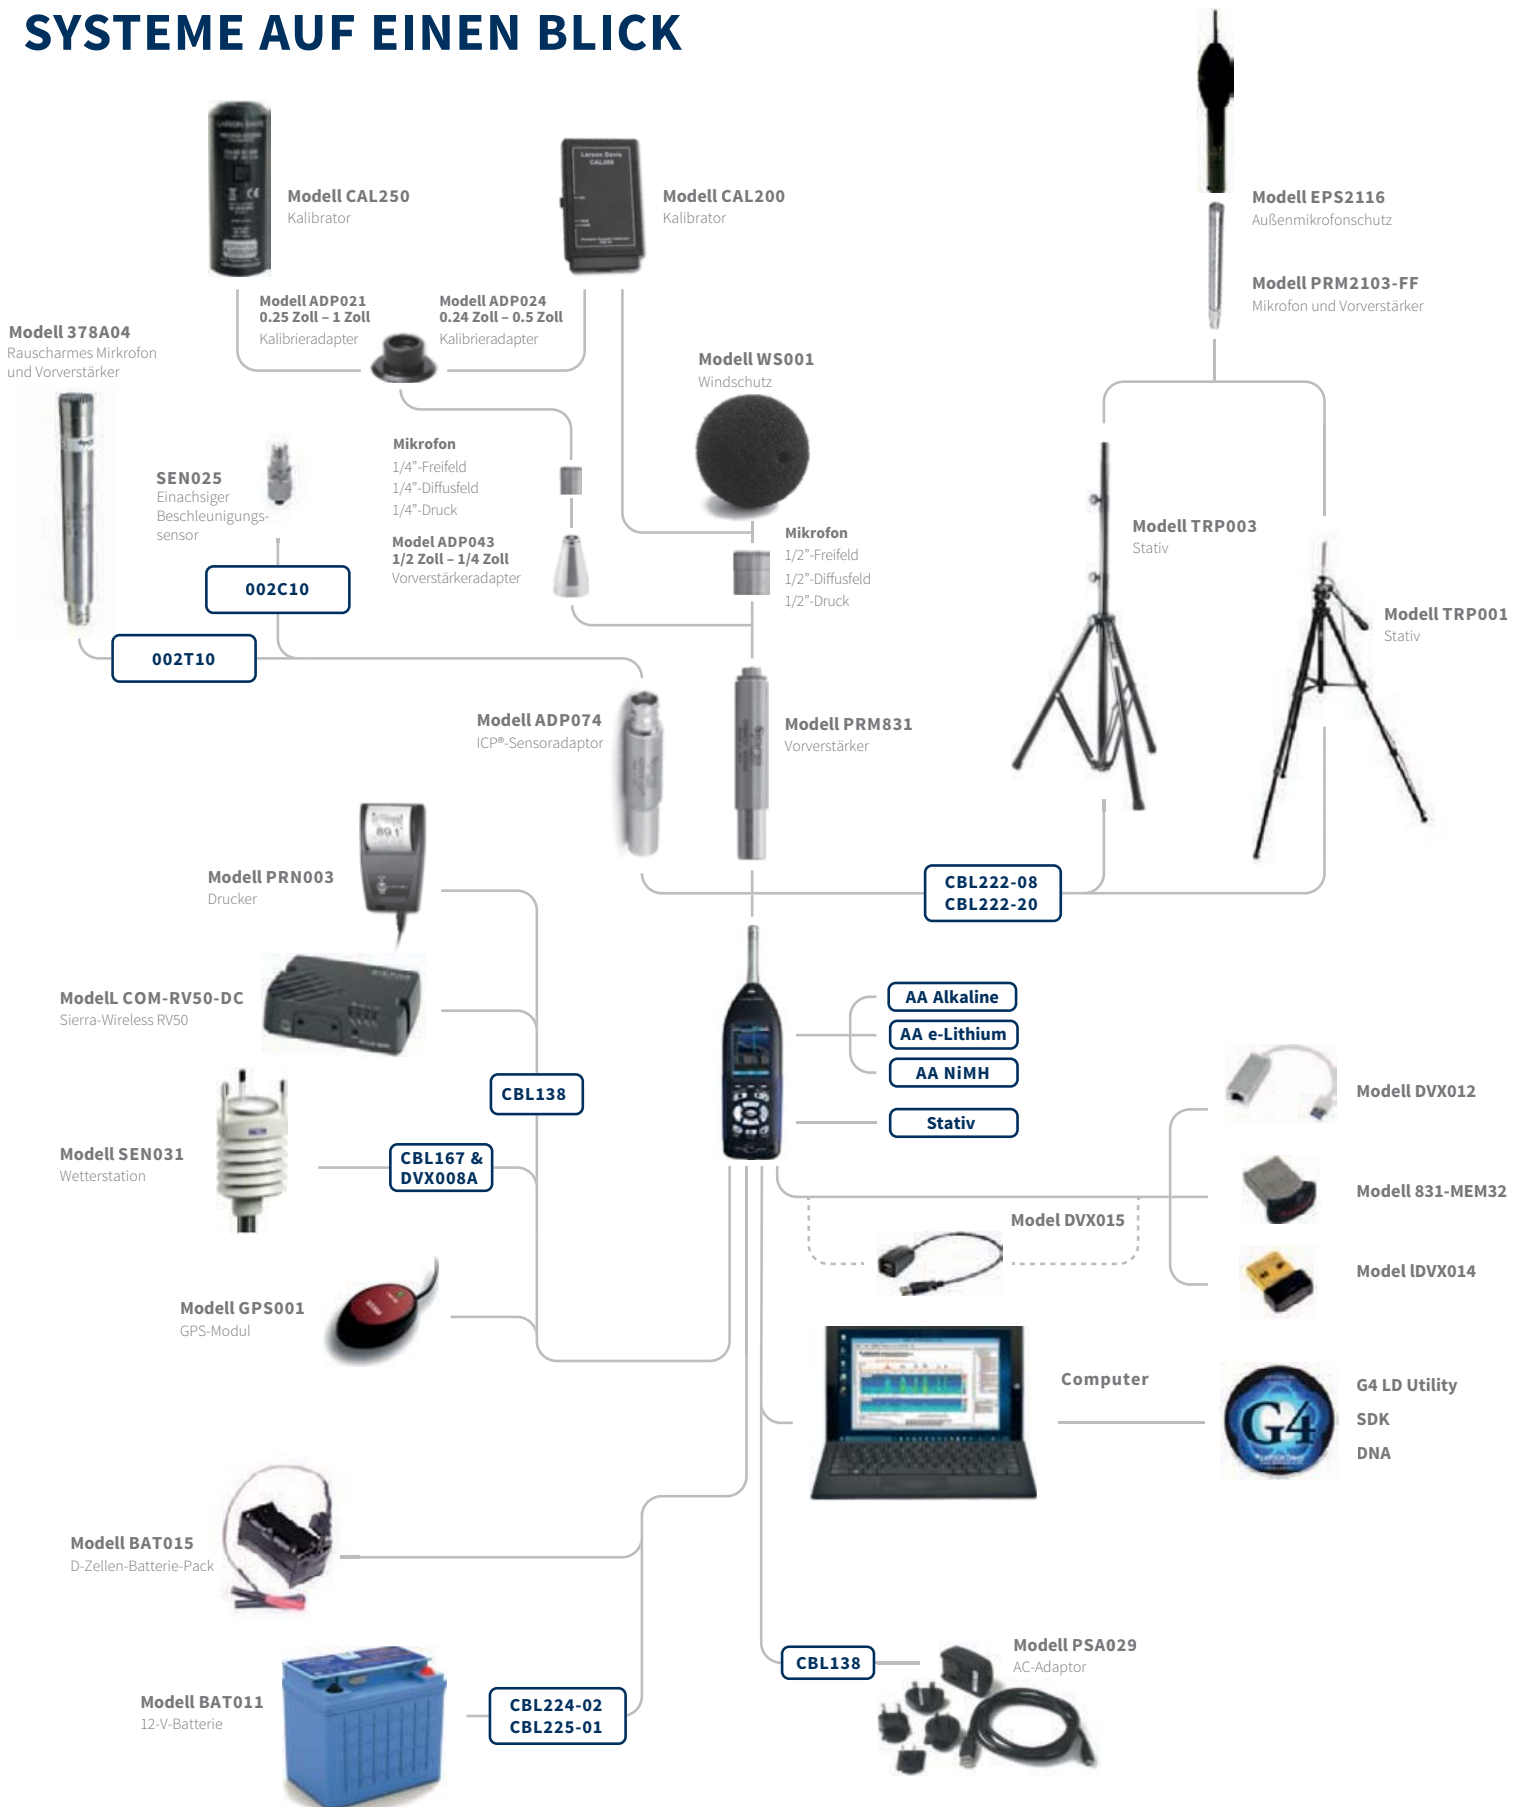 SYSTEME AUF EINEN BLICK
Modell CAL250
Kalibrator
Larson Davis
CAL200
Modell CAL200
Kalibrator
Modell EPS2116
Außenmikrofonschutz
Modell PRM2103-FF
Mikrofon und Vorverstärker
Modell ADP021
0.25 Zoll – 1 Zoll
Kalibrieradapter
Modell ADP024
0.24 Zoll – 0.5 Zoll
Kalibrieradapter
Modell 378A04
Rauscharmes Mirkrofon
und Vorverstärker
Modell WS001
Windschutz
Mikrofon
1/4”-Freifeld
1/4”-Diffusfeld
1/4”-Druck
SEN025
Einachsiger
Beschleunigungs-
sensor
Model ADP043
1/2 Zoll – 1/4 Zoll
Vorverstärkeradapter
Mikrofon
1/2”-Freifeld
1/2”-Diffusfeld
1/2”-Druck
Modell TRP003
Stativ
Modell TRP001
Stativ
002C10
002T10
Modell ADP074
ICP®-Sensoradaptor
Modell PRM831
Vorverstärker
89.1
Modell PRN003
Drucker
CBL222-08
CBL222-20
ModelL COM-RV50-DC
Sierra-Wireless RV50
AA Alkaline
AA e-Lithium
AA NiMH
Stativ
CBL138
Modell DVX012
Modell SEN031
Wetterstation
CBL167 &
DVX008A
Modell 831-MEM32
Model DVX015
Model lDVX014
Modell GPS001
GPS-Modul
Computer
G4
G4 LD Utility
SDK
DNA
Modell BAT015
D-Zellen-Batterie-Pack
CBL138
Modell PSA029
AC-Adaptor
Modell BAT011
12-V-Batterie
CBL224-02
CBL225-01